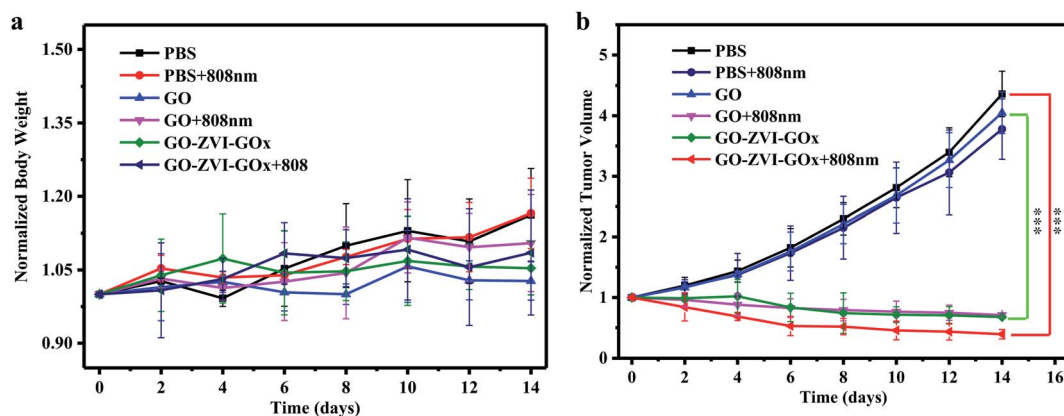 a
1.50
1.35
1.20
1.05
0.90
Normalized Body Weight
PBS
PBS+808nm
GO
GO+808nm
GO-ZVI-GOx
GO-ZVI-GOx+808
0 2 4 6 8 10 12 14
Time (days)
b
6
5
4
3
2
1
0
Normalized Tumor Volume
PBS
PBS+808nm
GO
GO+808nm
GO-ZVI-GOx
GO-ZVI-GOx+808nm
***
***
0 2 4 6 8 10 12 14 16
Time (days)